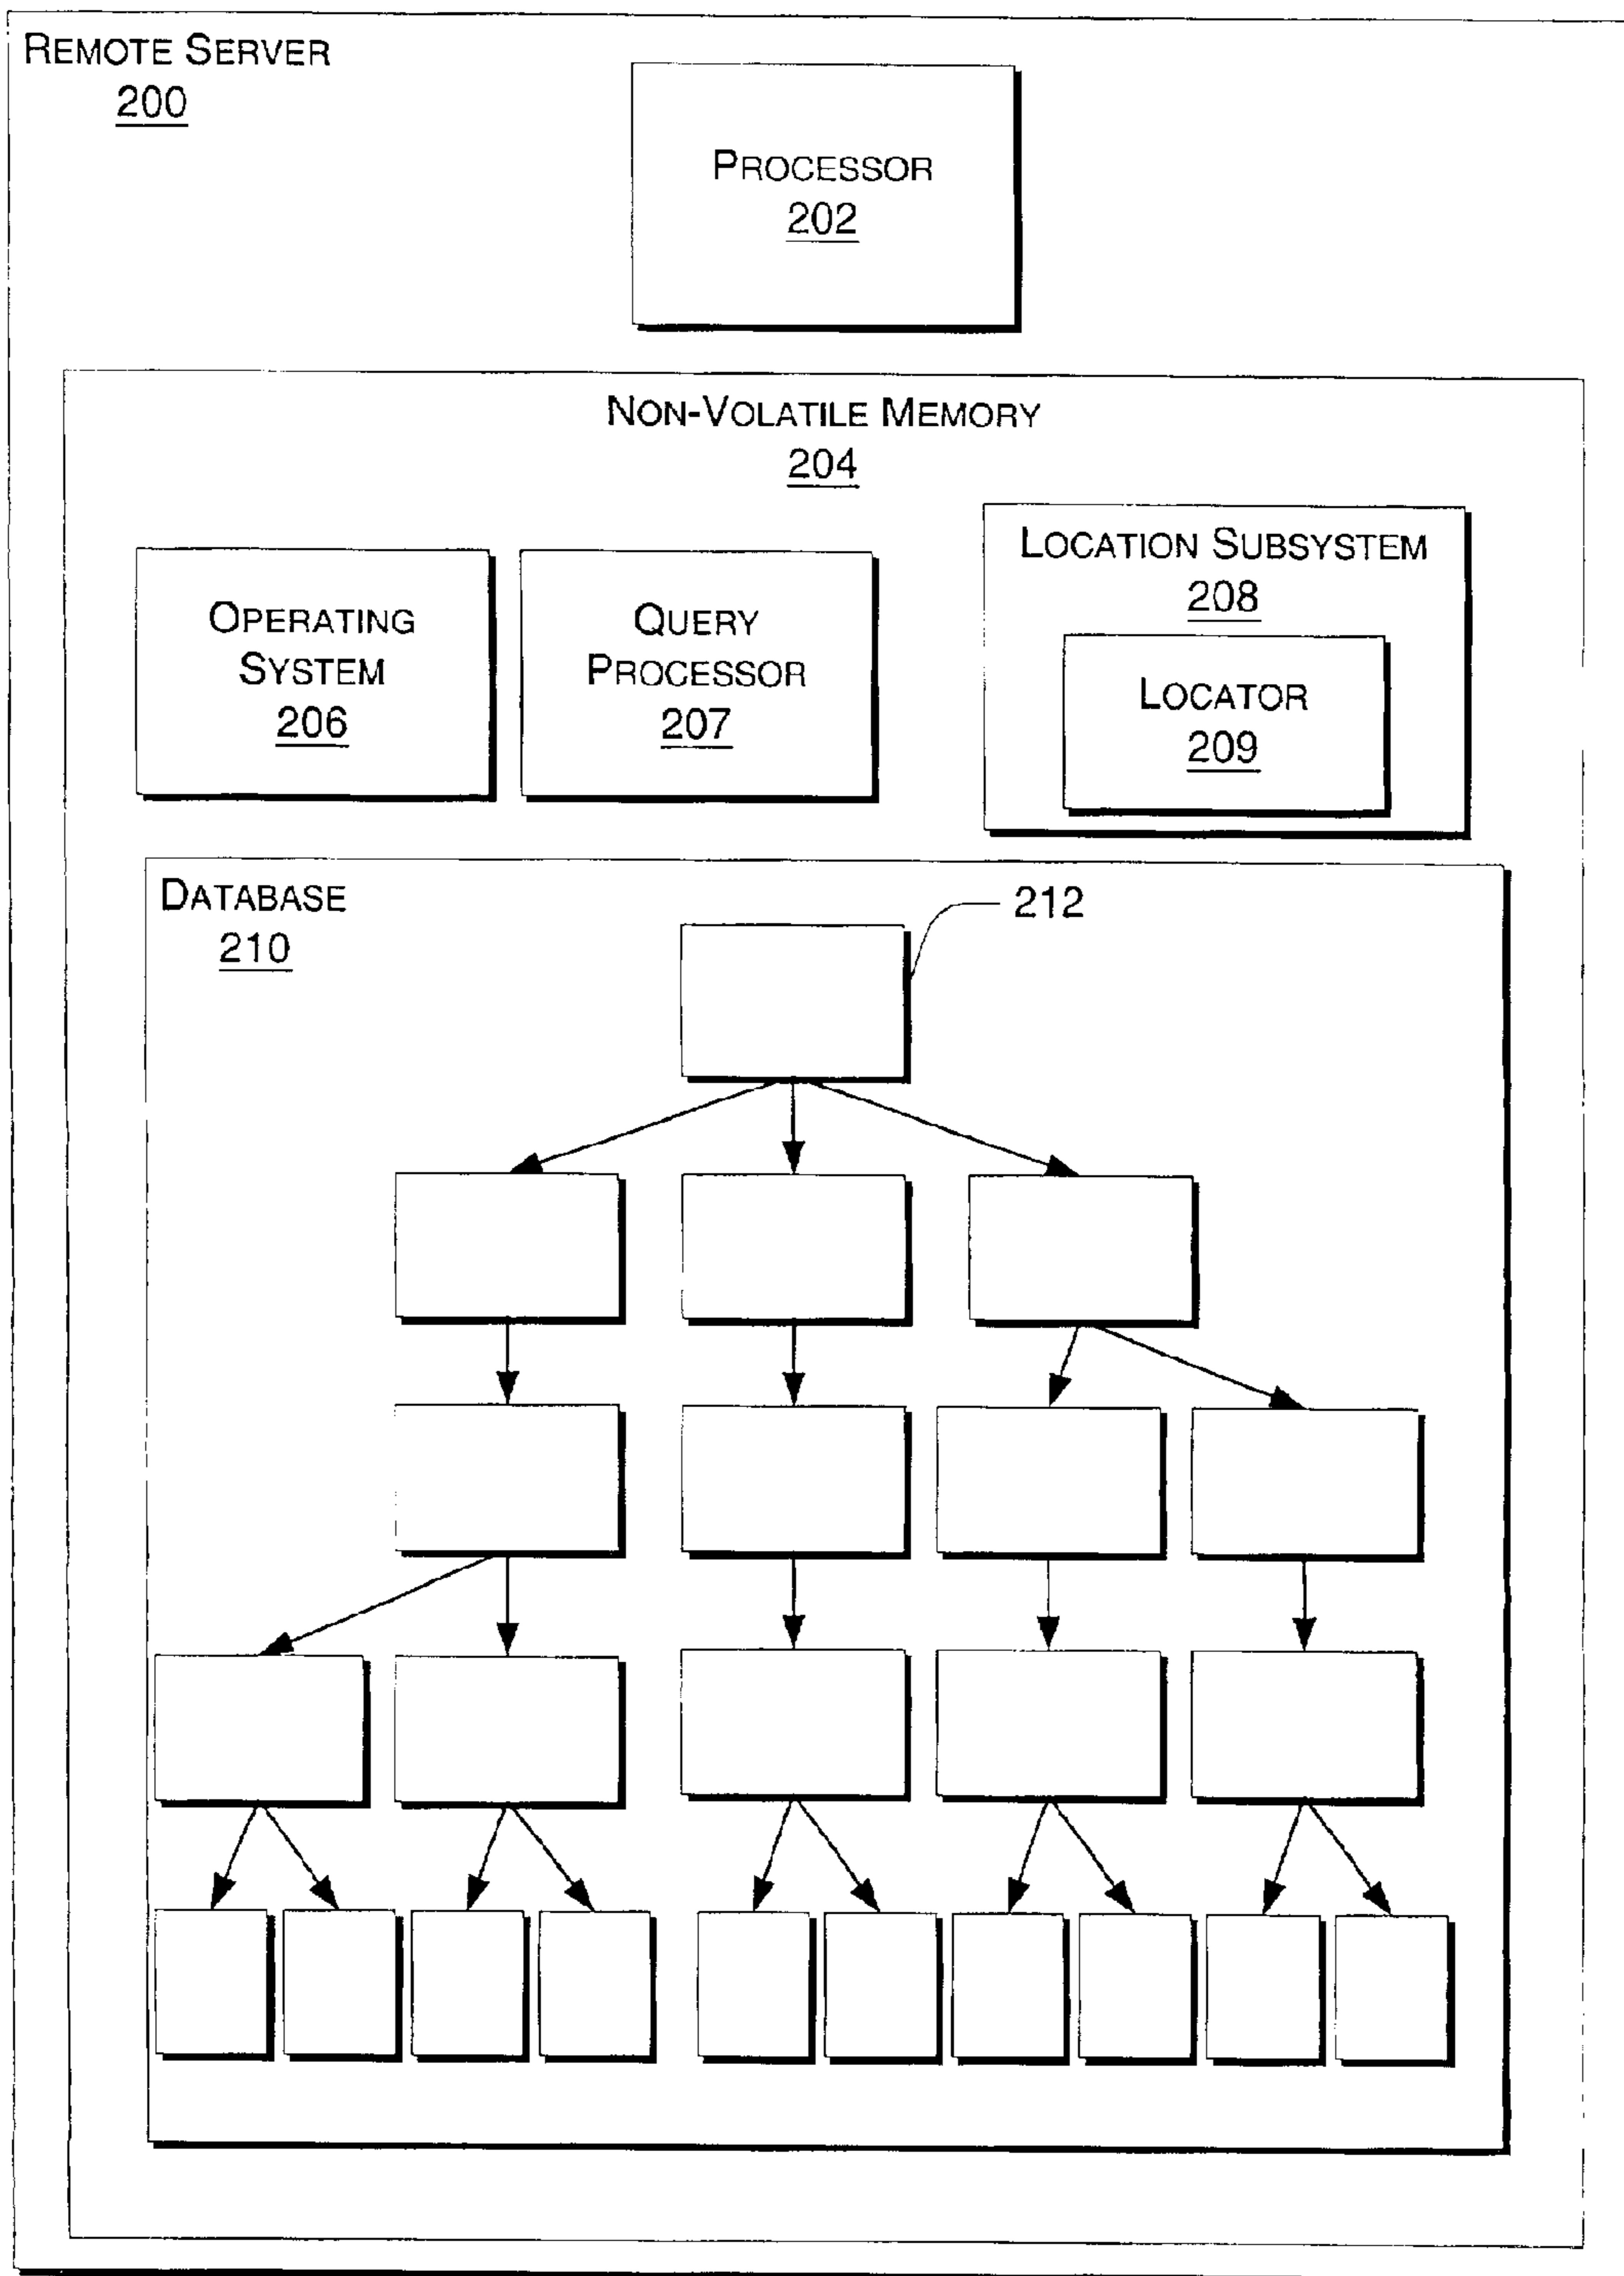 REMOTE SERVER
200
PROCESSOR
202
NON-VOLATILE MEMORY
204
OPERATING
SYSTEM
206
QUERY
PROCESSOR
207
LOCATION SUBSYSTEM
208
LOCATOR
209
DATABASE
210
212